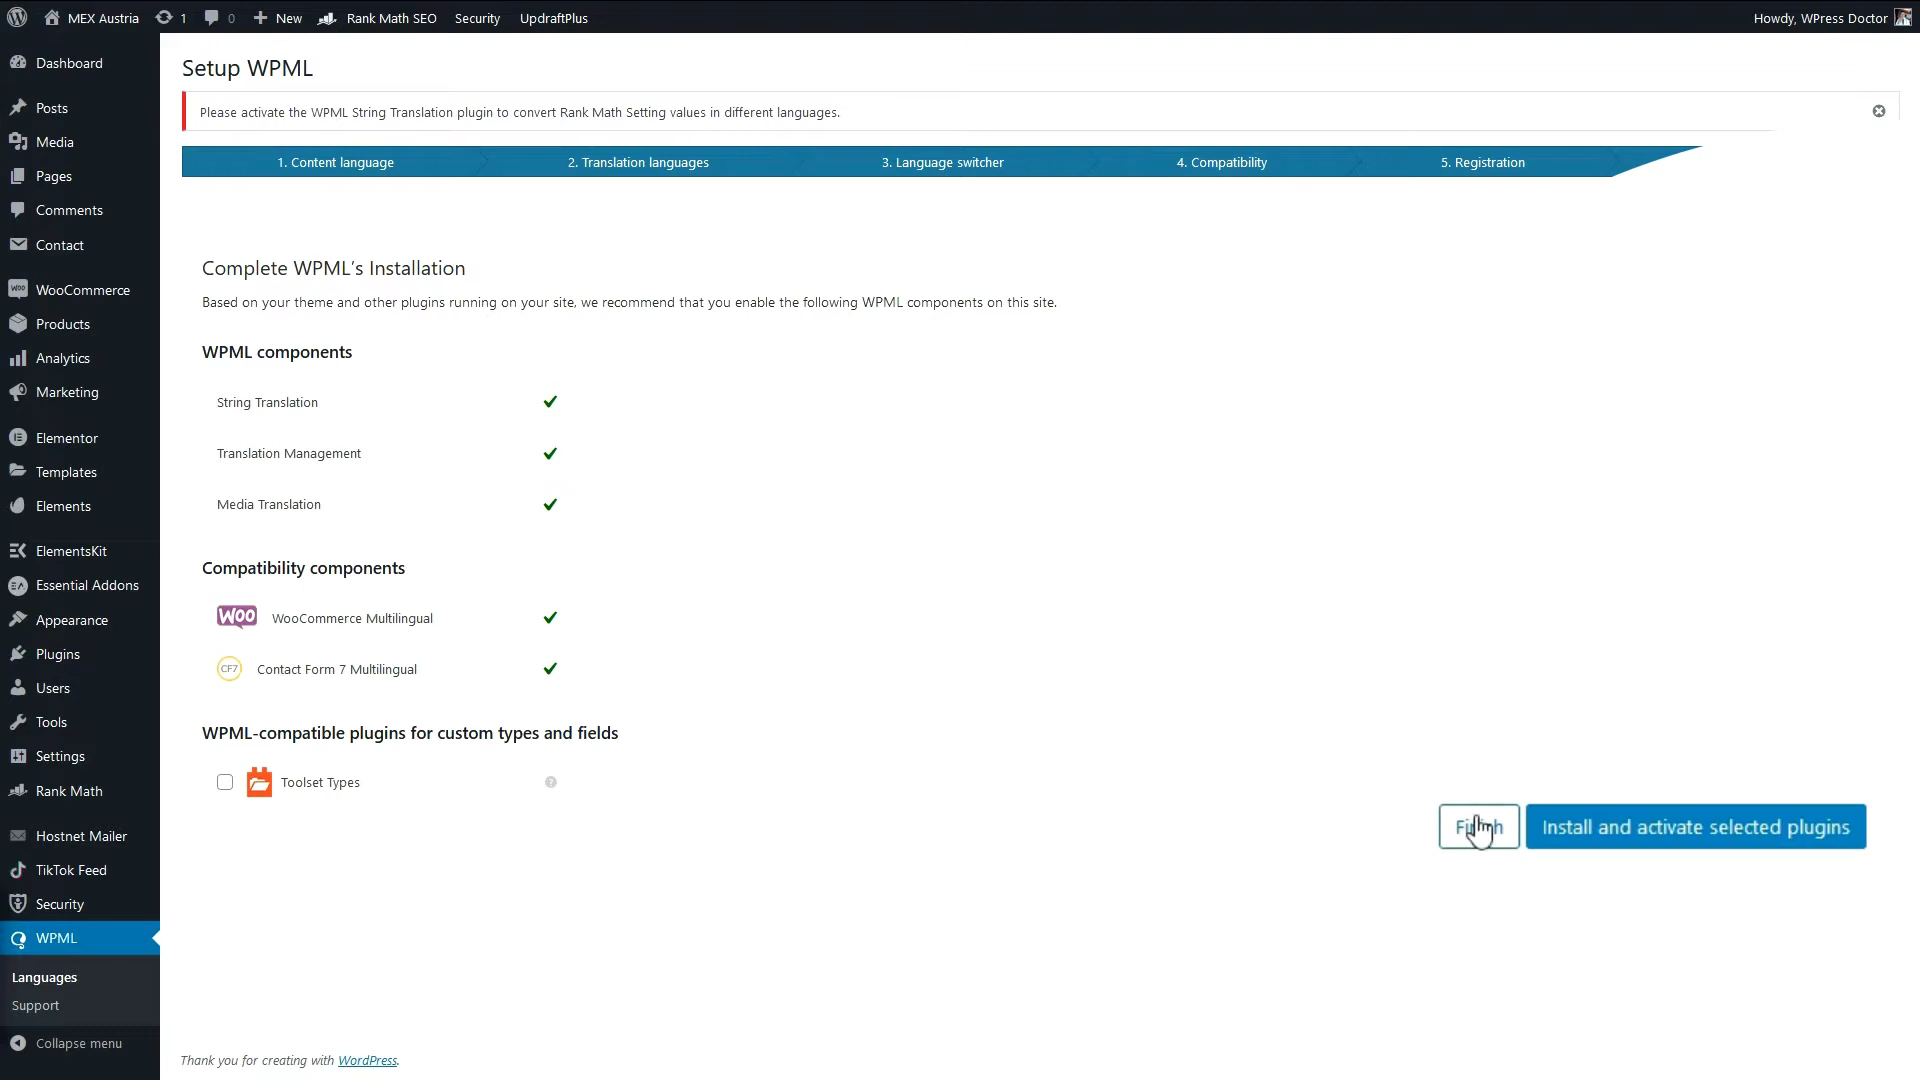 MEX Austria
1
0
New
Rank Math SEO
Security
UpdraftPlus
Howdy, WPress Doctor
Dashboard
Posts
Media
Pages
Comments
Contact
WooCommerce
Products
Analytics
Marketing
Elementor
Templates
Elements
ElementsKit
Essential Addons
Appearance
Plugins
Users
Tools
Settings
Rank Math
Hostnet Mailer
TikTok Feed
Security
WPML
Languages
Support
Collapse menu
Setup WPML
Please activate the WPML String Translation plugin to convert Rank Math Setting values in different languages.
1. Content language
2. Translation languages
3. Language switcher
4. Compatibility
5. Registration
Complete WPML's Installation
Based on your theme and other plugins running on your site, we recommend that you enable the following WPML components on this site.
WPML components
String Translation
Translation Management
Media Translation
Compatibility components
WOO WooCommerce Multilingual
CF7 Contact Form 7 Multilingual
WPML-compatible plugins for custom types and fields
Toolset Types
Install and activate selected plugins
Thank you for creating with WordPress.